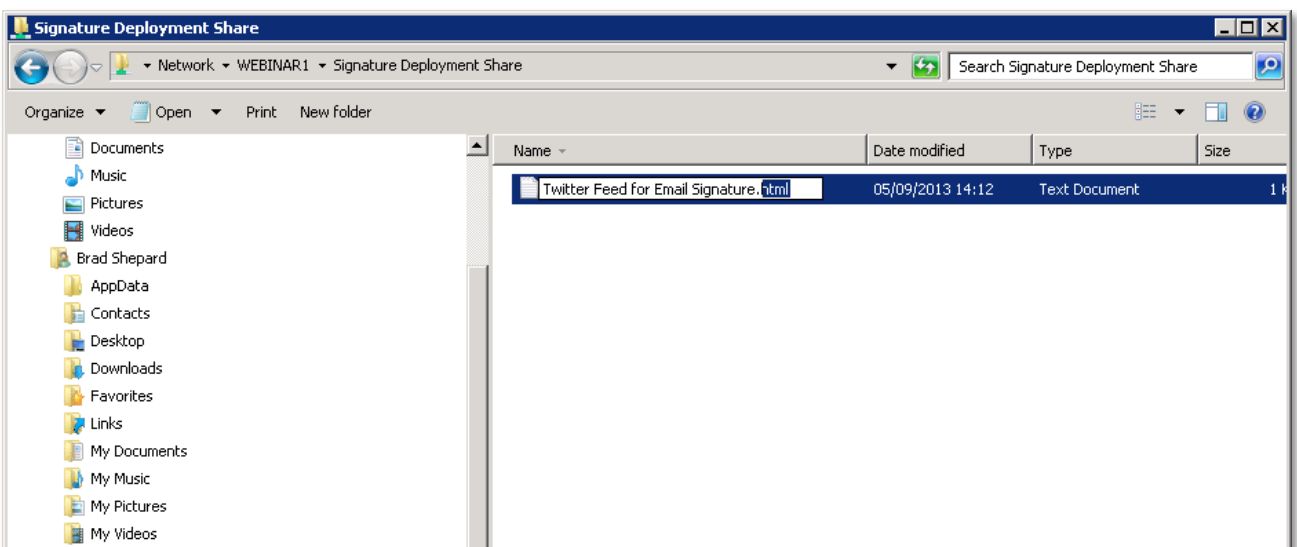 Signature Deployment Share
Network WEBINAR1 Signature Deployment Share Search Signature Deployment Share
Organize Open Print New folder
Documents
Music
Pictures
Videos
Brad Shepard
AppData
Contacts
Desktop
Downloads
Favorites
Links
My Documents
My Music
My Pictures
My Videos
Name Date modified Type Size
Twitter Feed for Email Signature.html 05/09/2013 14:12 Text Document 1